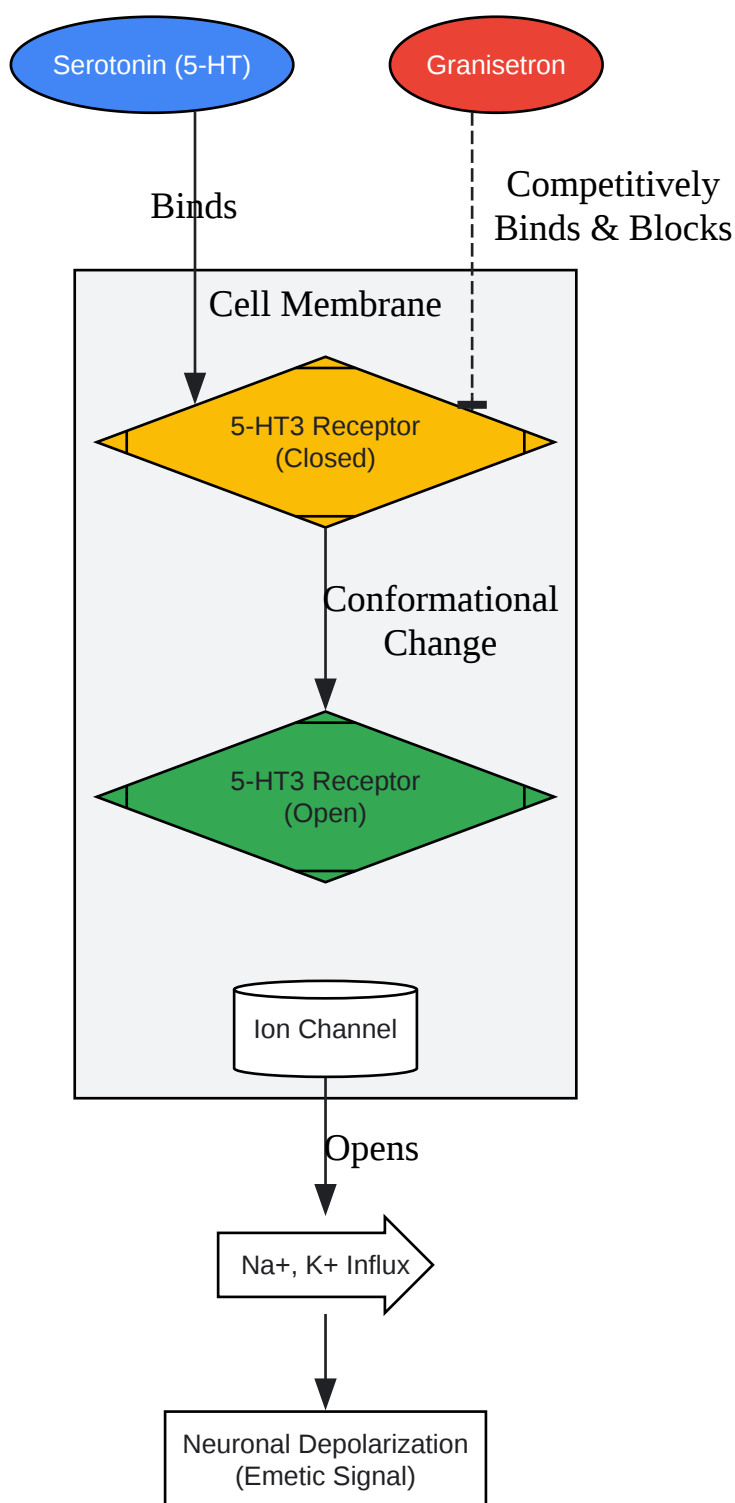 Serotonin (5-HT)
Granisetron
Binds
Competitively
Binds & Blocks
Cell Membrane
5-HT3 Receptor
(Closed)
Conformational
Change
5-HT3 Receptor
(Open)
Ion Channel
Opens
Na+, K+ Influx
Neuronal Depolarization
(Emetic Signal)